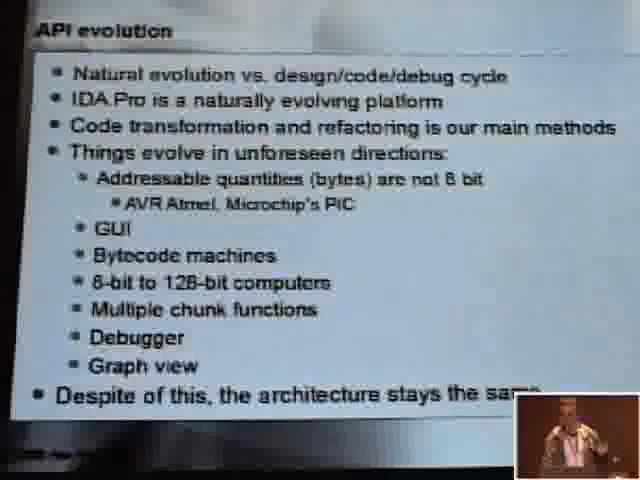 API evolution
Natural evolution vs. design/code/debug cycle
IDA Pro is a naturally evolving platform
Code transformation and refactoring is our main methods
Things evolve in unforeseen directions:
Addressable quantities (bytes) are not 8 bit
AVR Atmel, Microchip's PIC
GUI
Bytecode machines
8-bit to 128-bit computers
Multiple chunk functions
Debugger
Graph view
Despite of this, the architecture stays the same